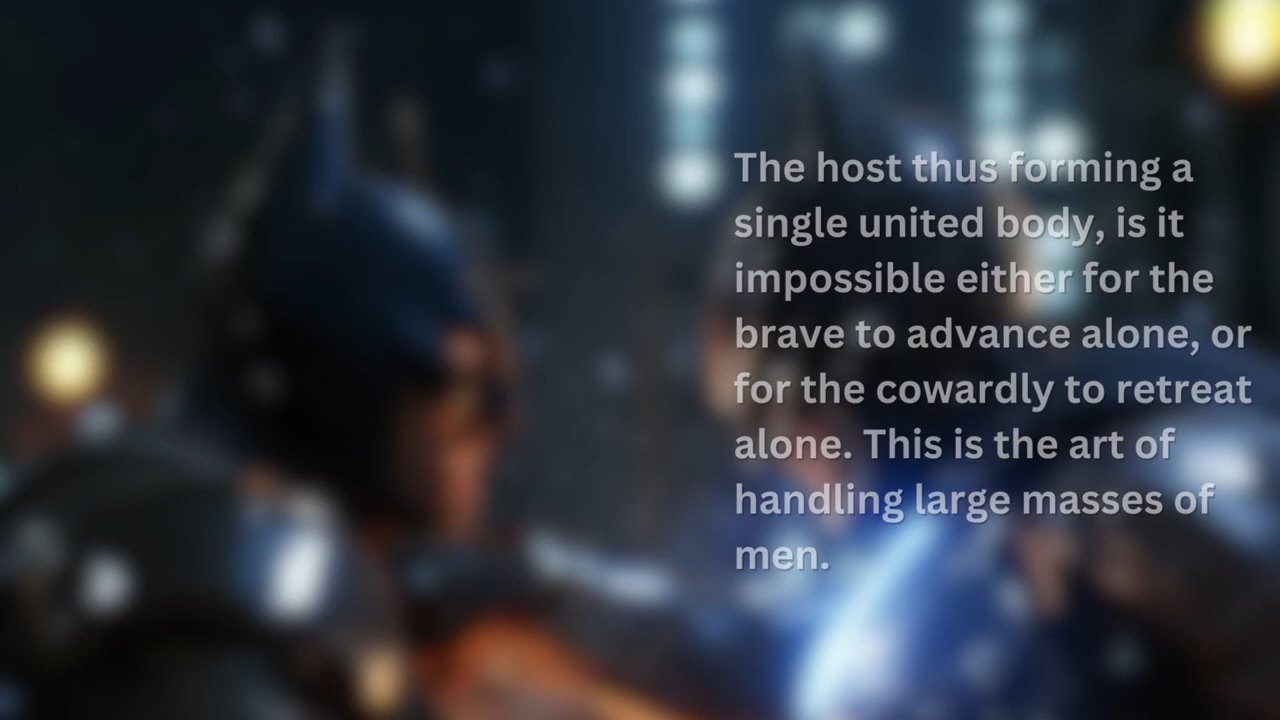 The host thus forming a
single united body, is it
impossible either for the
brave to advance alone, or
for the cowardly to retreat
alone. This is the art of
handling large masses of
men.